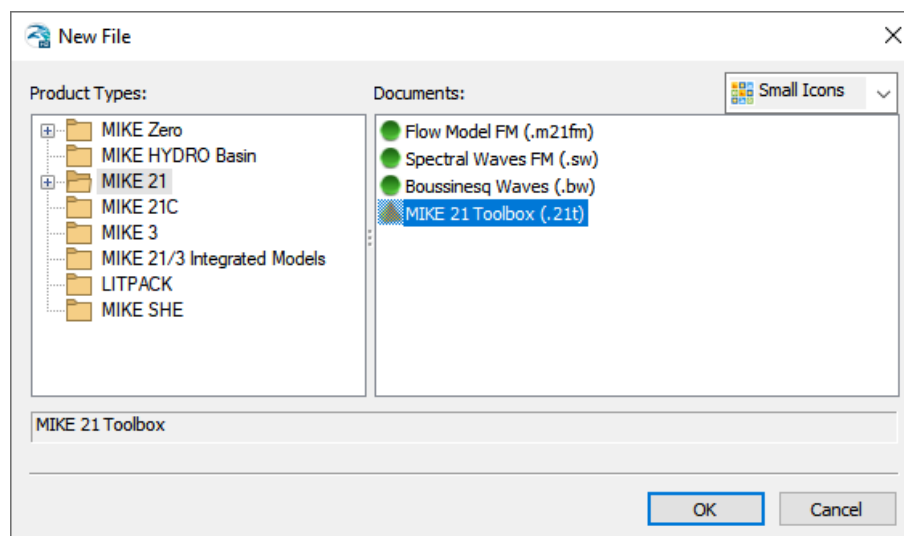 New File
Product Types:
Documents:
Small Icons
MIKE Zero
MIKE HYDRO Basin
MIKE 21
MIKE 21C
MIKE 3
MIKE 21/3 Integrated Models
LITPACK
MIKE SHE
Flow Model FM (.m21fm)
Spectral Waves FM (.sw)
Boussinesq Waves (.bw)
MIKE 21 Toolbox (.21t)
MIKE 21 Toolbox
OK
Cancel